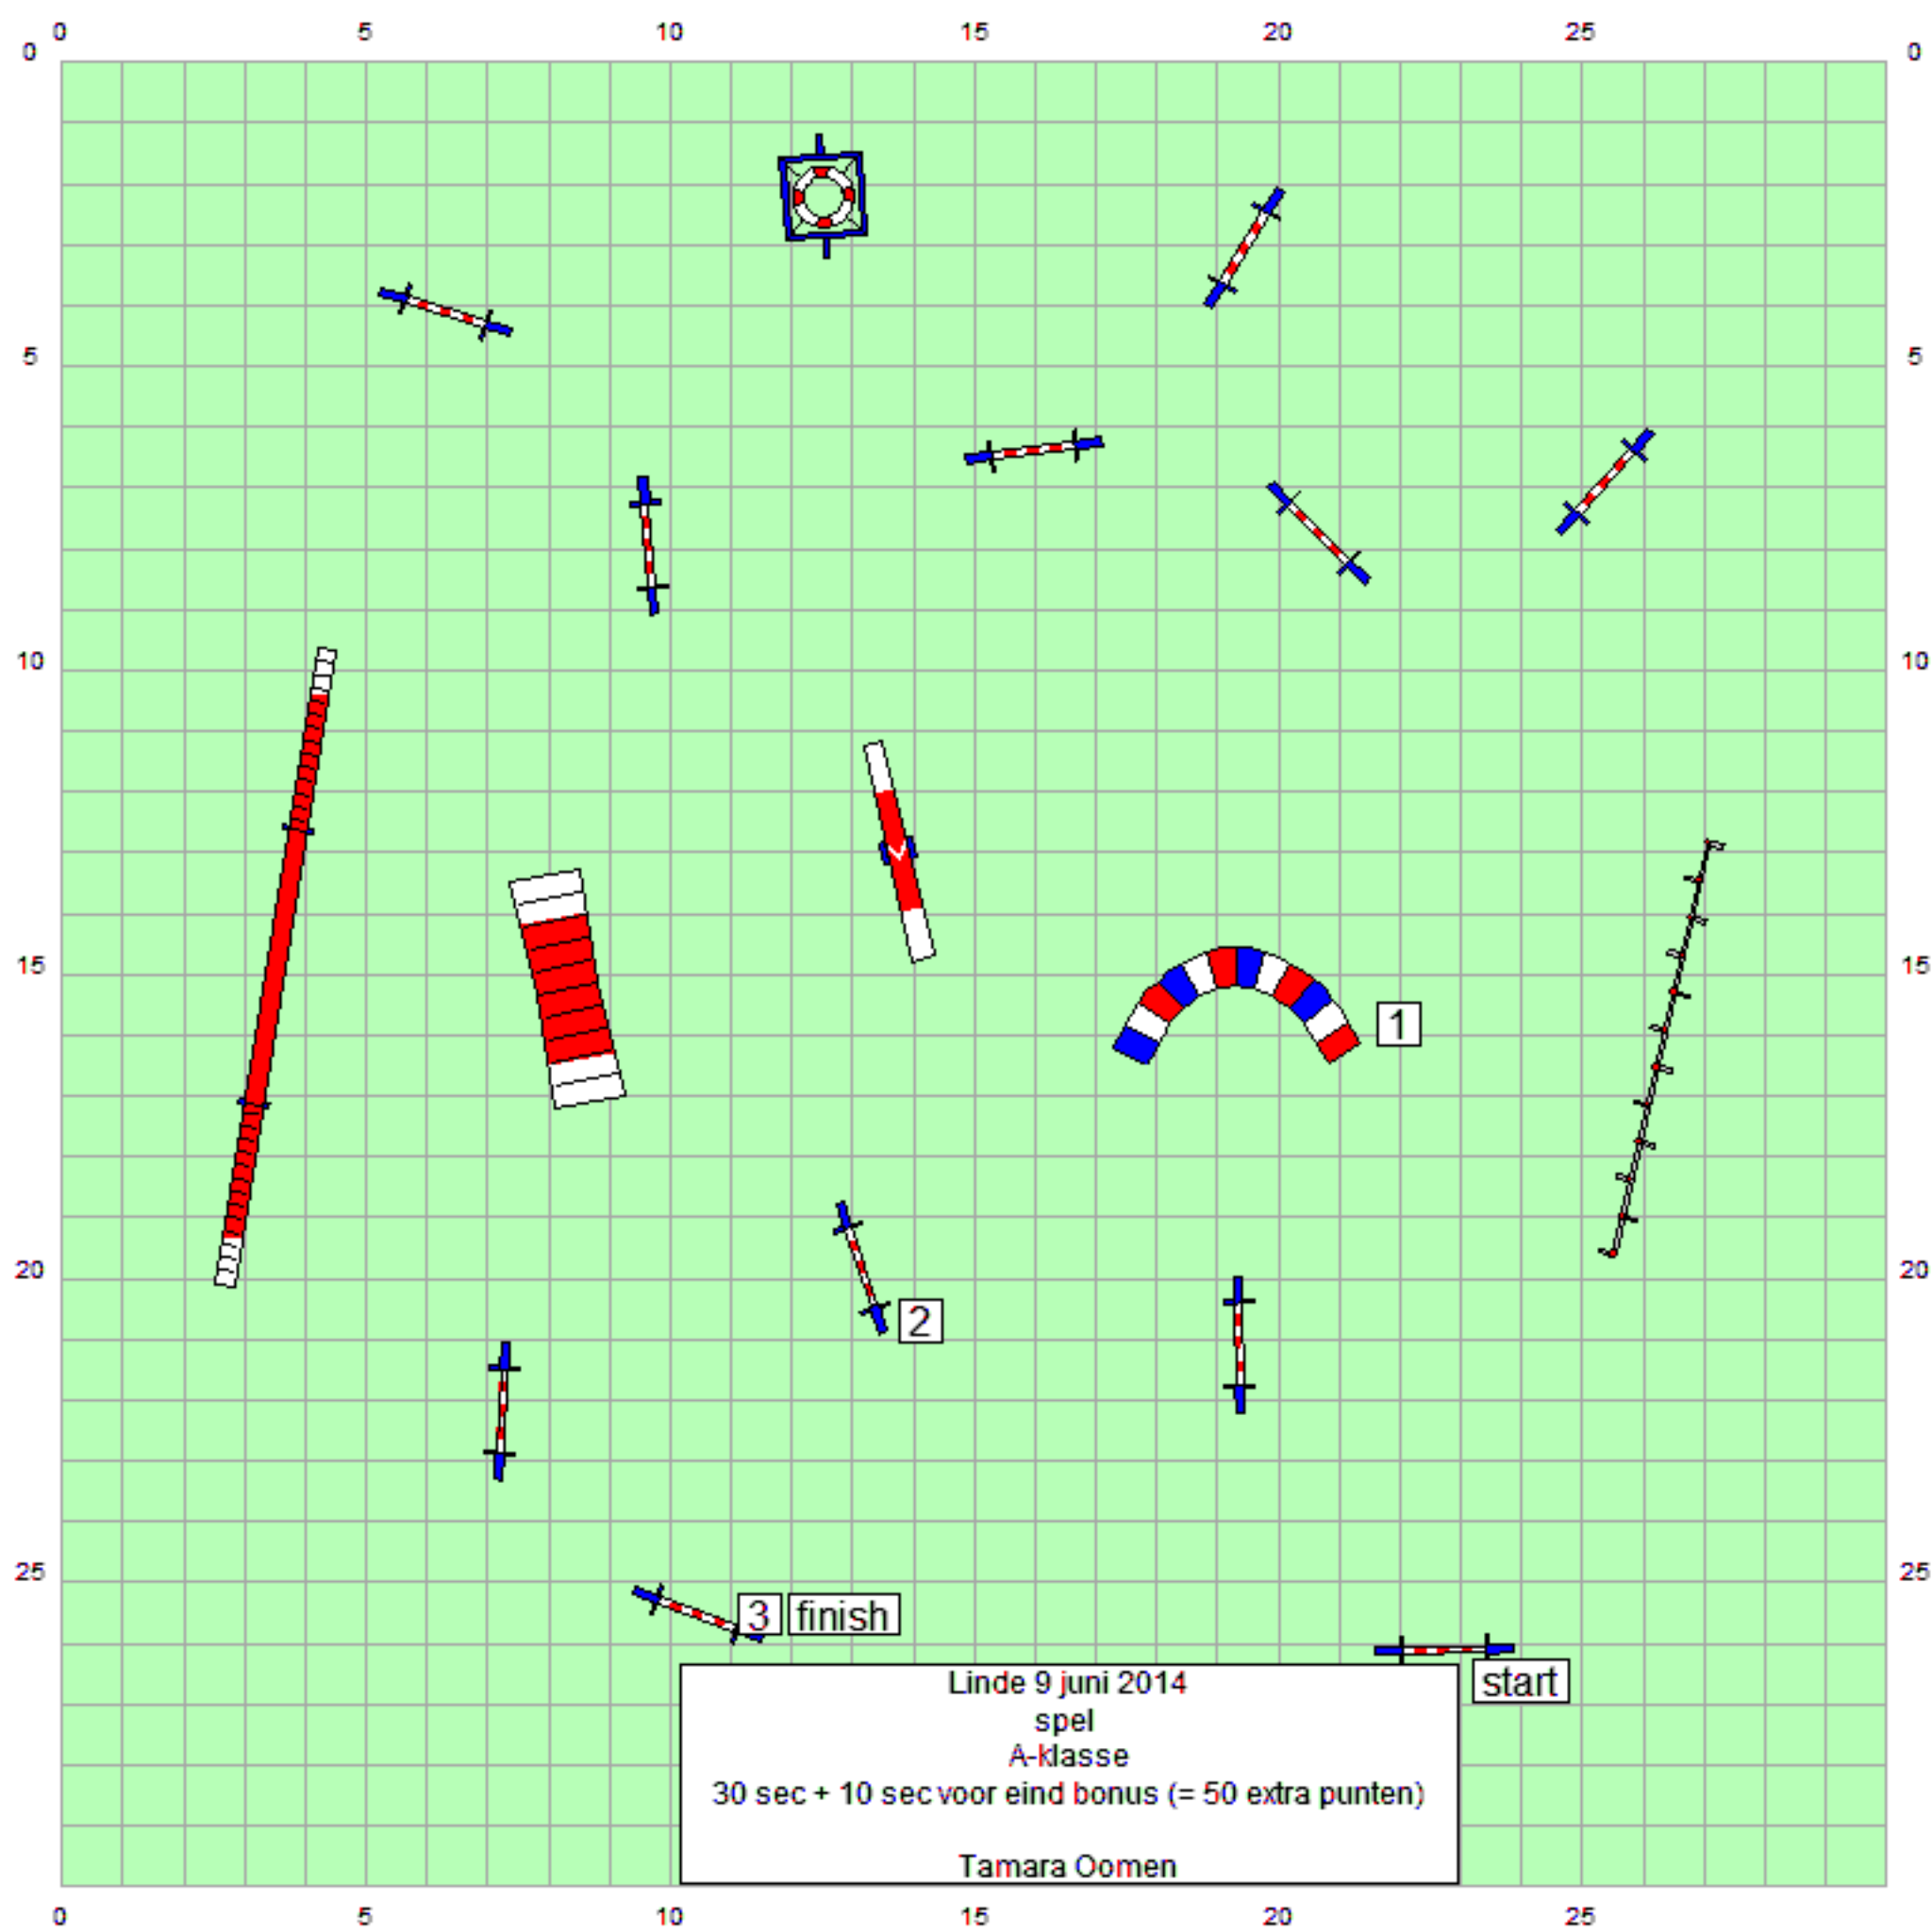 0 5 10 15 20 25
0 0
5 5
10 10
15 15
1
20 20
2
25 25
3 finish
start
Linde 9 juni 2014
spel
A-klasse
30 sec + 10 sec voor eind bonus (= 50 extra punten)
Tamara Oomen
0 5 10 15 20 25